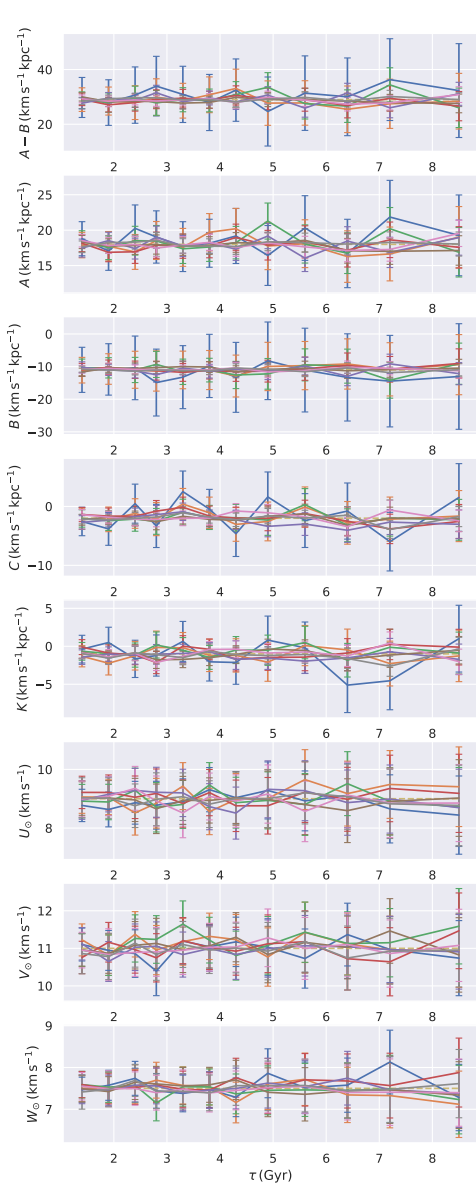 A − B (km s⁻¹ kpc⁻¹)
40
20
2 3 4 5 6 7 8
A (km s⁻¹ kpc⁻¹)
25
20
15
2 3 4 5 6 7 8
B (km s⁻¹ kpc⁻¹)
0
−10
−20
−30
2 3 4 5 6 7 8
C (km s⁻¹ kpc⁻¹)
0
−10
2 3 4 5 6 7 8
K (km s⁻¹ kpc⁻¹)
5
0
−5
2 3 4 5 6 7 8
U⊙ (km s⁻¹)
10
8
2 3 4 5 6 7 8
V⊙ (km s⁻¹)
12
11
10
2 3 4 5 6 7 8
W⊙ (km s⁻¹)
9
8
7
2 3 4 5 6 7 8
τ (Gyr)